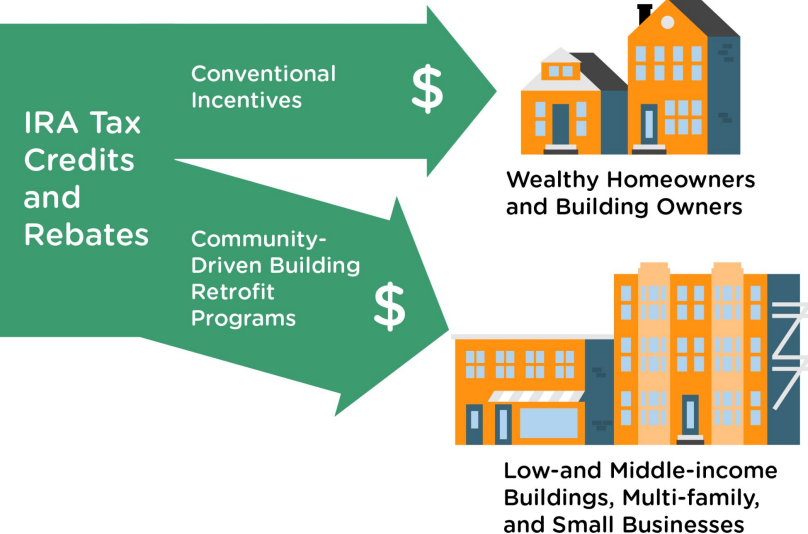 IRA Tax
Credits
and
Rebates
Conventional
Incentives
$
Wealthy Homeowners
and Building Owners
Community-
Driven Building
Retrofit
Programs
$
Low-and Middle-income
Buildings, Multi-family,
and Small Businesses